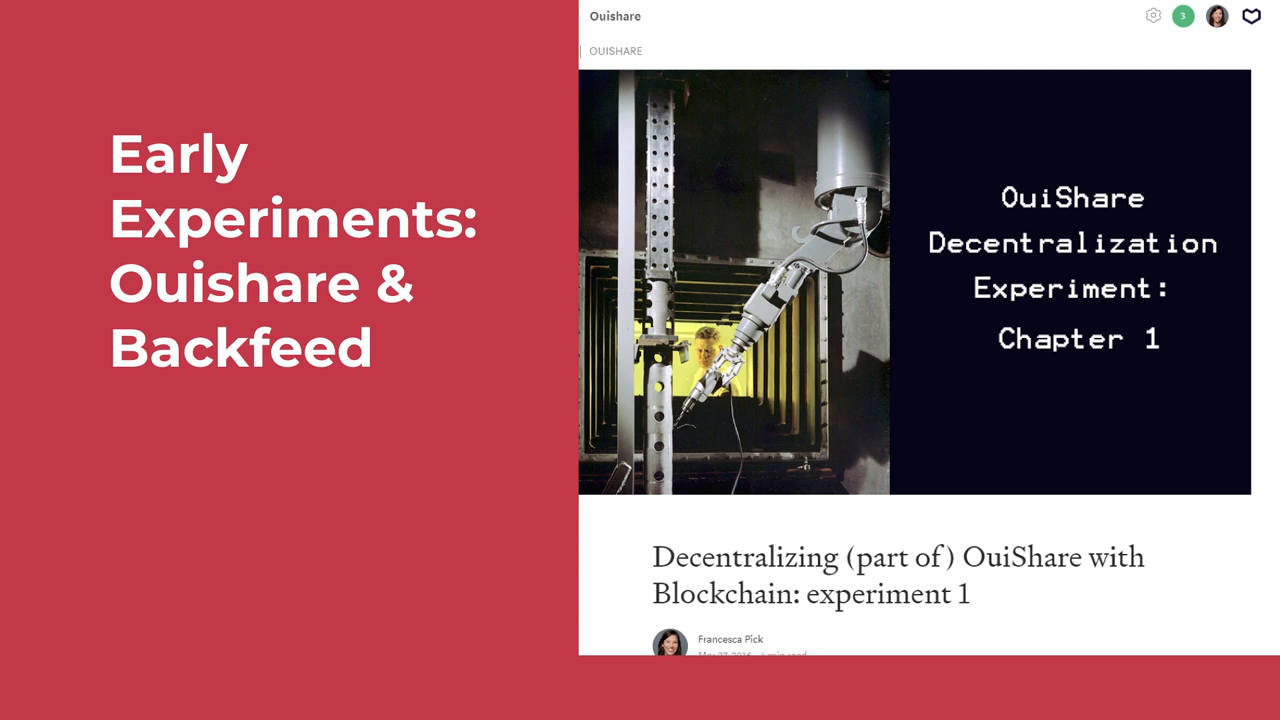 Early
Experiments:
Ouishare &
Backfeed
Ouishare
3
OUISHARE
OuiShare
Decentralization
Experiment:
Chapter 1
Decentralizing (part of) OuiShare with
Blockchain: experiment 1
Francesca Pick